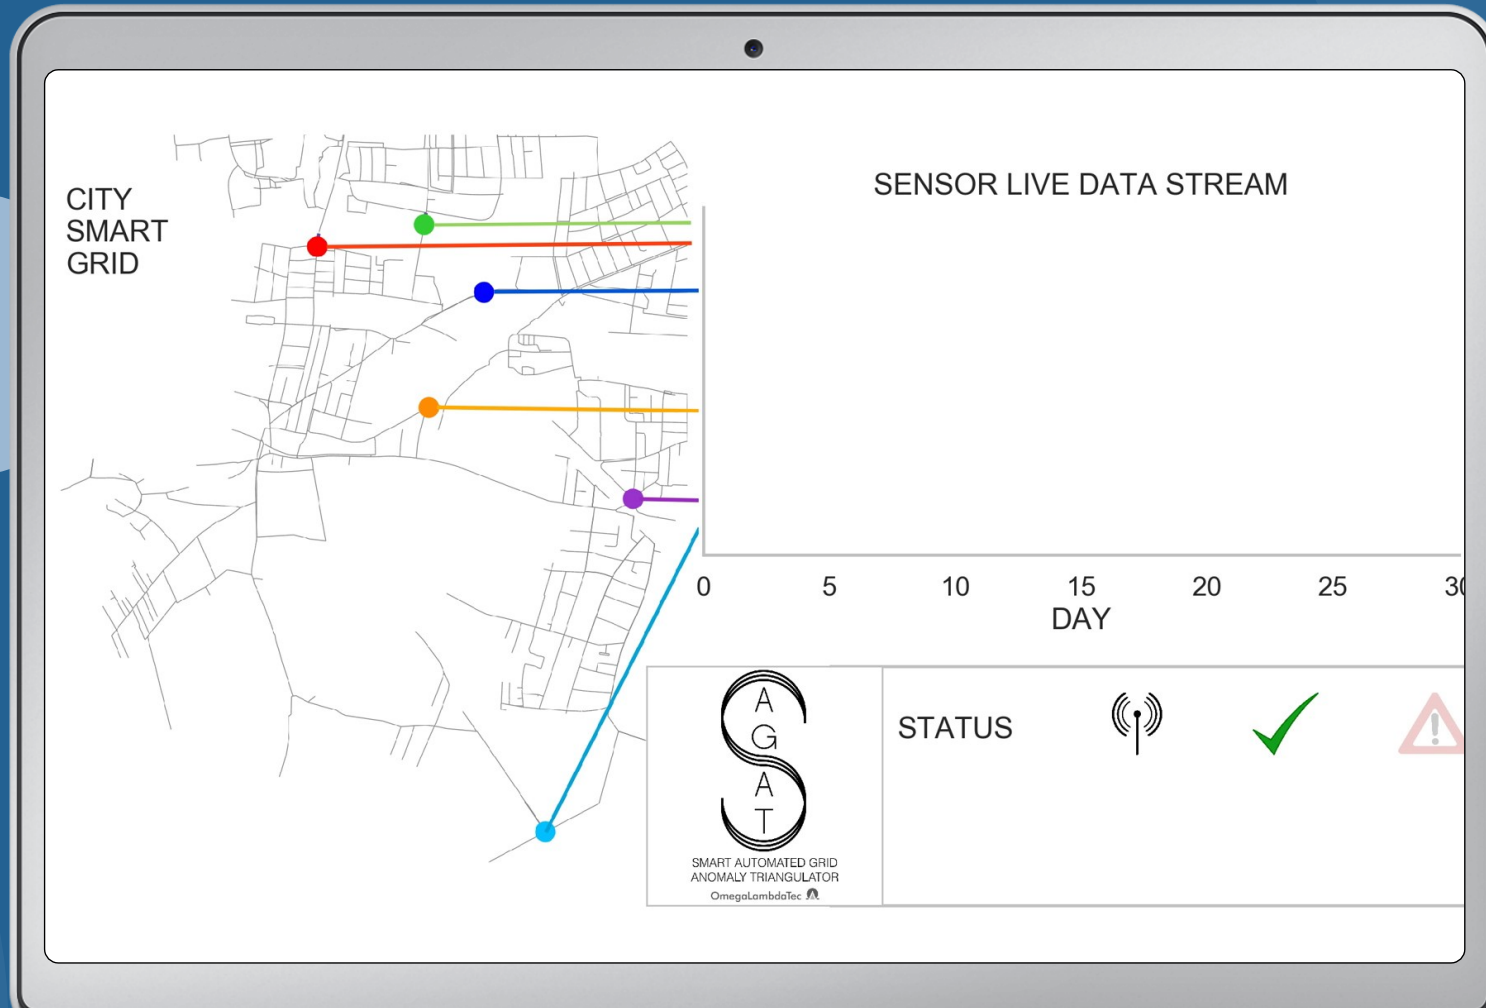 CITY
SMART
GRID
SENSOR LIVE DATA STREAM
0 5 10 15 20 25 30
DAY
A
G
A
T
SMART AUTOMATED GRID
ANOMALY TRIANGULATOR
OmegaLambdaTec
STATUS